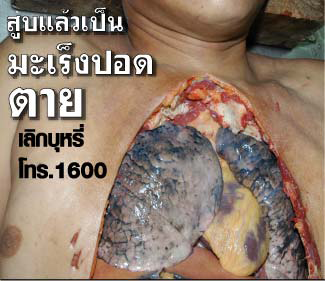 สูบแล้วเป็น
มะเร็งปอด
ตาย
เลิกบุหรี่
โทร.1600